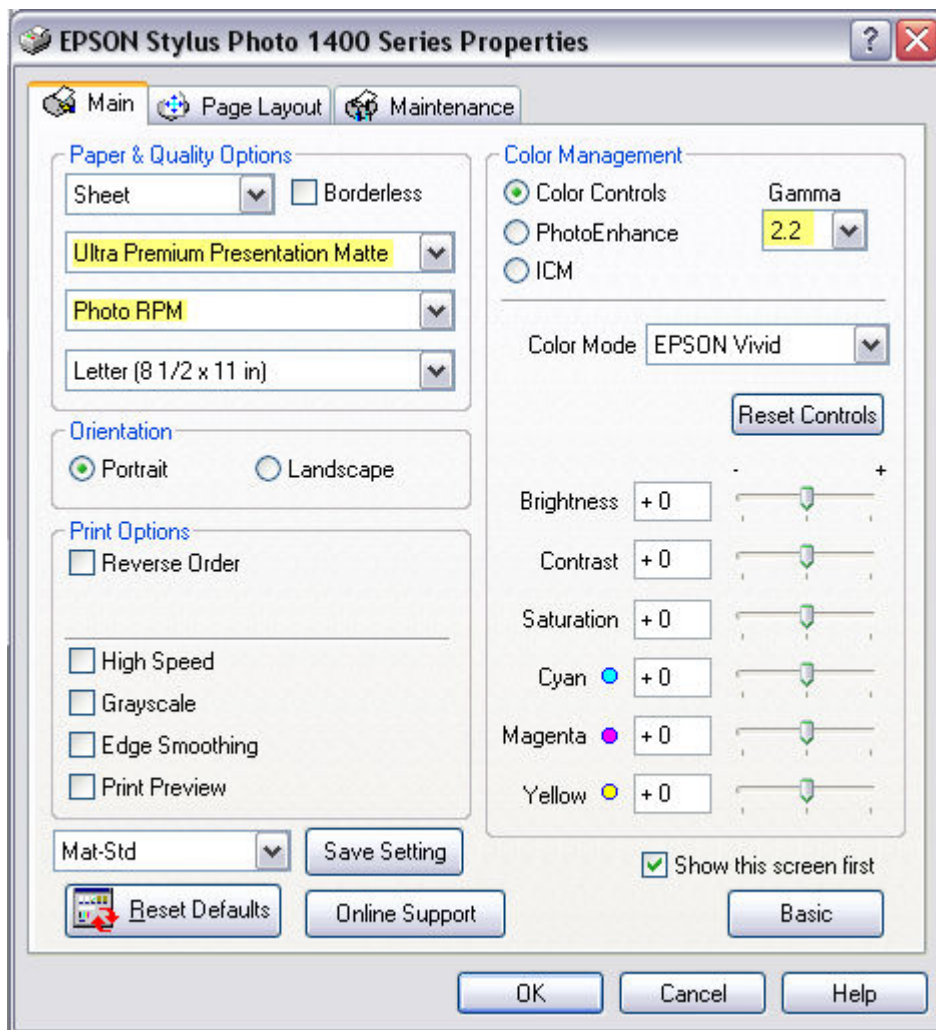 EPSON Stylus Photo 1400 Series Properties
Main Page Layout Maintenance
Paper & Quality Options
Sheet Borderless
Ultra Premium Presentation Matte
Photo RPM
Letter (8 1/2 x 11 in)
Orientation
Portrait Landscape
Print Options
Reverse Order
High Speed
Grayscale
Edge Smoothing
Print Preview
Mat-Std Save Setting
Reset Defaults Online Support
Color Management
Color Controls Gamma
PhotoEnhance 2.2
ICM
Color Mode EPSON Vivid
Reset Controls
- +
Brightness + 0
Contrast + 0
Saturation + 0
Cyan + 0
Magenta + 0
Yellow + 0
Show this screen first
Basic
OK Cancel Help